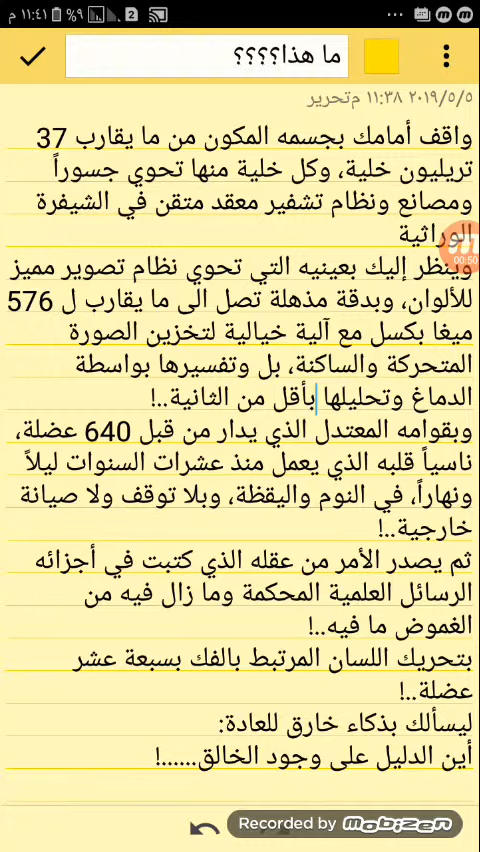 ١١:٤١ م ٩% 2
ما هذا؟؟؟؟
٢٠١٩/٥/٥ ١١:٣٨ م تحرير
واقف أمامك بجسمه المكون من ما يقارب 37
تريليون خلية، وكل خلية منها تحوي جسوراً
ومصانع ونظام تشفير معقد متقن في الشيفرة
الوراثية
00:50
وينظر إليك بعينيه التي تحوي نظام تصوير مميز
للألوان، وبدقة مذهلة تصل الى ما يقارب ل 576
ميغا بكسل مع آلية خيالية لتخزين الصورة
المتحركة والساكنة، بل وتفسيرها بواسطة
الدماغ وتحليلها بأقل من الثانية..!
وبقوامه المعتدل الذي يدار من قبل 640 عضلة،
ناسياً قلبه الذي يعمل منذ عشرات السنوات ليلاً
ونهاراً، في النوم واليقظة، وبلا توقف ولا صيانة
خارجية..!
ثم يصدر الأمر من عقله الذي كتبت في أجزائه
الرسائل العلمية المحكمة وما زال فيه من
الغموض ما فيه..!
بتحريك اللسان المرتبط بالفك بسبعة عشر
عضلة..!
ليسألك بذكاء خارق للعادة:
أين الدليل على وجود الخالق......!
Recorded by mobizen